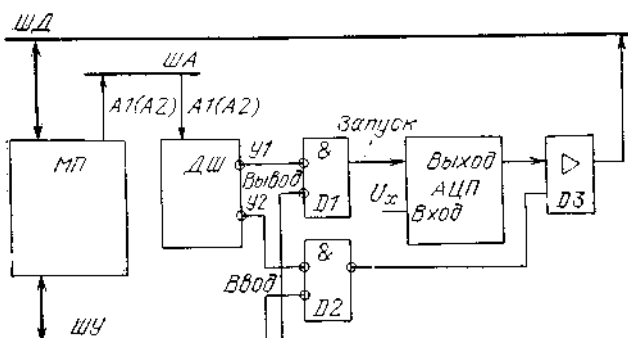 ШД
ША
А1(А2)
А1(А2)
МП
ДШ
У1
Вывод
У2
&
D1
Запуск
Выход
АЦП
Uх
Вход
▷
D3
&
Ввод
D2
ШУ